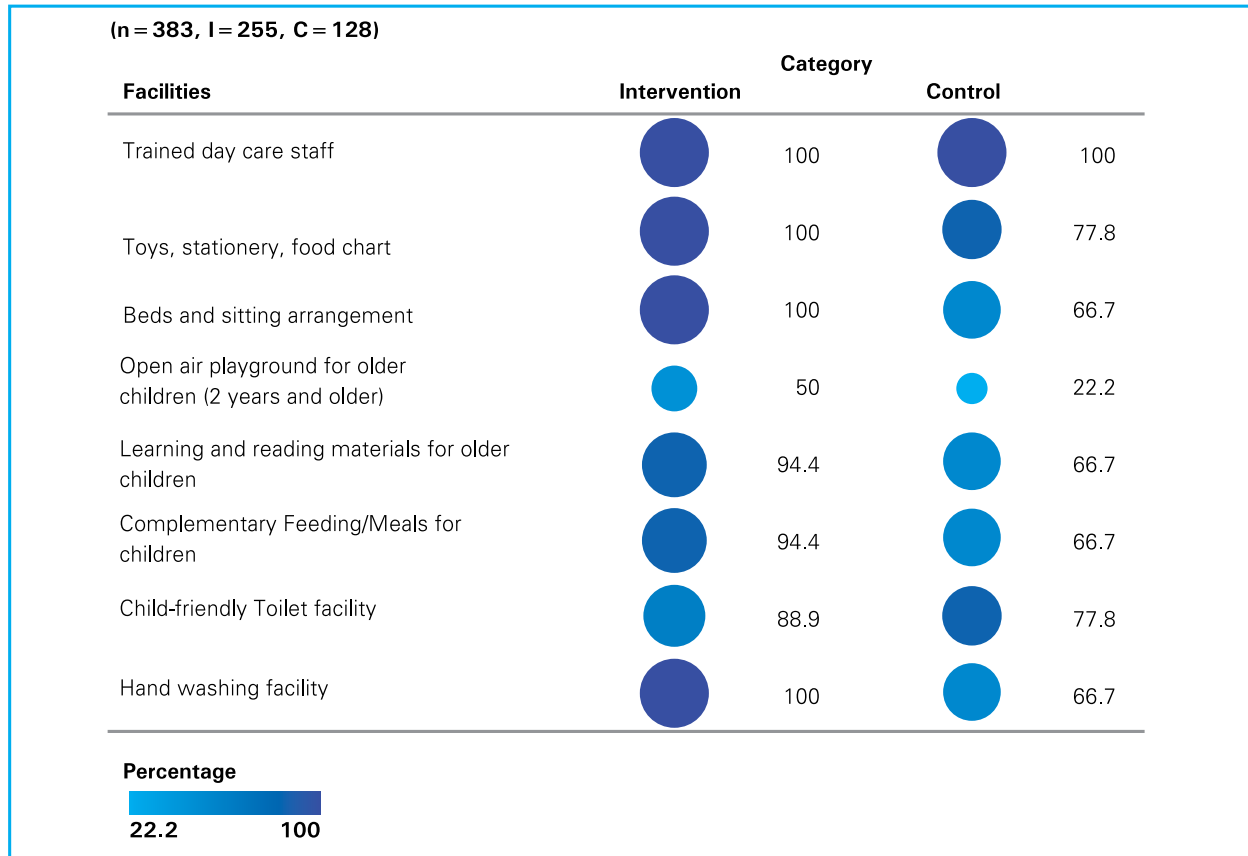 (n = 383, I = 255, C = 128)
Category
Facilities Intervention Control
Trained day care staff 100 100
Toys, stationery, food chart 100 77.8
Beds and sitting arrangement 100 66.7
Open air playground for older
children (2 years and older) 50 22.2
Learning and reading materials for older
children 94.4 66.7
Complementary Feeding/Meals for
children 94.4 66.7
Child-friendly Toilet facility 88.9 77.8
Hand washing facility 100 66.7
Percentage
22.2 100